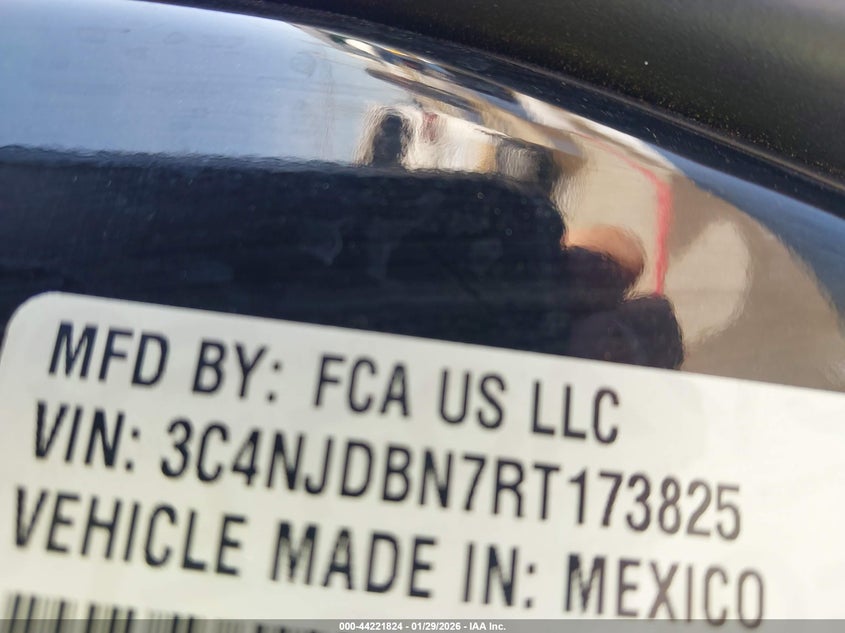 MFD BY: FCA US LLC
VIN: 3C4NJDBN7RT173825
VEHICLE MADE IN: MEXICO
000-44221824 - 01/29/2026 - IAA Inc.